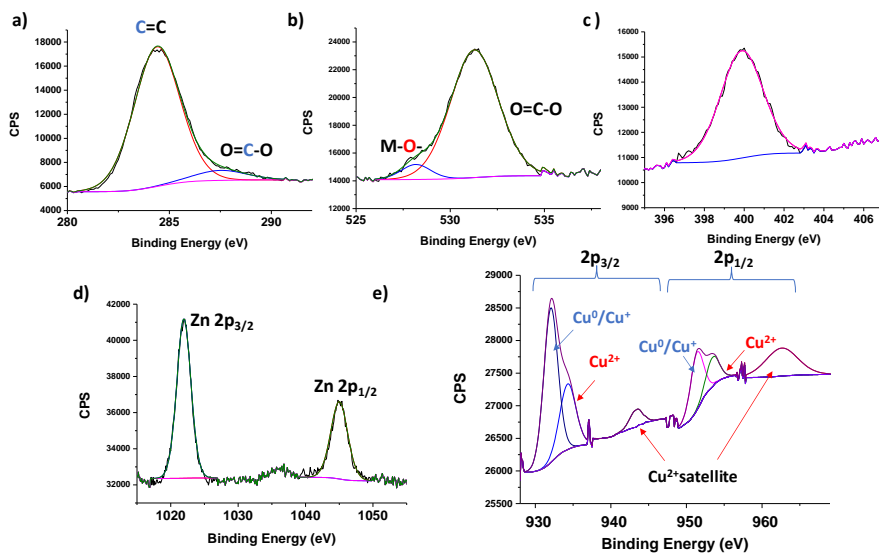 a)
C=C
O=C-O
18000
16000
14000
12000
10000
8000
6000
4000
280
285
290
CPS
Binding Energy (eV)
b)
M-O-
O=C-O
24000
22000
20000
18000
16000
14000
12000
525
530
535
CPS
Binding Energy (eV)
c)
16000
15000
14000
13000
12000
11000
10000
9000
394
396
398
400
402
404
406
CPS
Binding Energy (eV)
d)
Zn 2p3/2
Zn 2p1/2
42000
40000
38000
36000
34000
32000
1020
1030
1040
1050
CPS
Binding Energy (eV)
e)
2p3/2
2p1/2
Cu0/Cu+
Cu2+
Cu0/Cu+
Cu2+
Cu2+satellite
29000
28500
28000
27500
27000
26500
26000
25500
930
940
950
960
CPS
Binding Energy (eV)